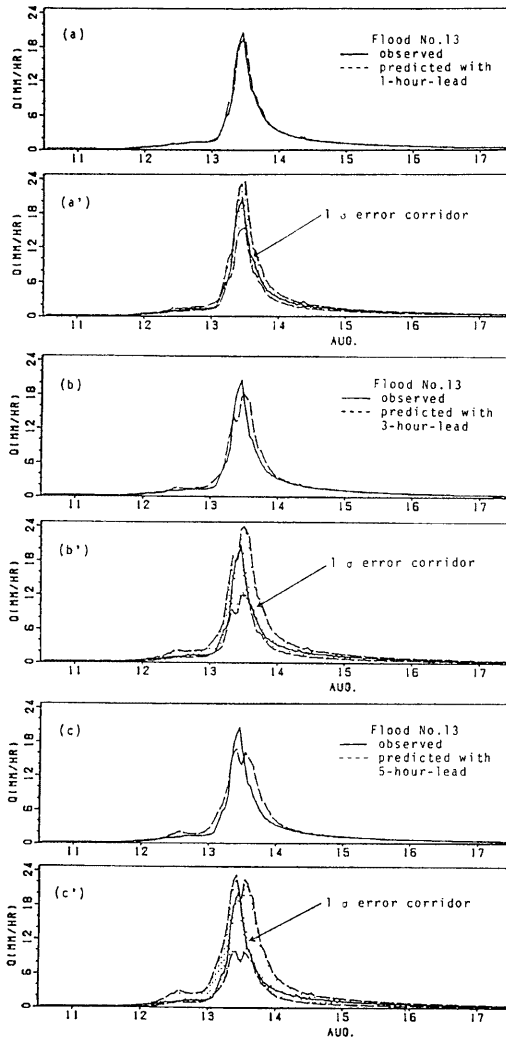 (a)
Flood No.13
observed
predicted with
1-hour-lead
Q(MM/HR)
24
18
12
6
0
11 12 13 14 15 16 17
(a')
1 σ error corridor
Q(MM/HR)
24
18
12
6
0
11 12 13 14 15 16 17
AUG.
(b)
Flood No.13
observed
predicted with
3-hour-lead
Q(MM/HR)
24
18
12
6
0
11 12 13 14 15 16 17
(b')
1 σ error corridor
Q(MM/HR)
24
18
12
6
0
11 12 13 14 15 16 17
AUG.
(c)
Flood No.13
observed
predicted with
5-hour-lead
Q(MM/HR)
24
18
12
6
0
11 12 13 14 15 16 17
(c')
1 σ error corridor
Q(MM/HR)
24
18
12
6
0
11 12 13 14 15 16 17
AUG.